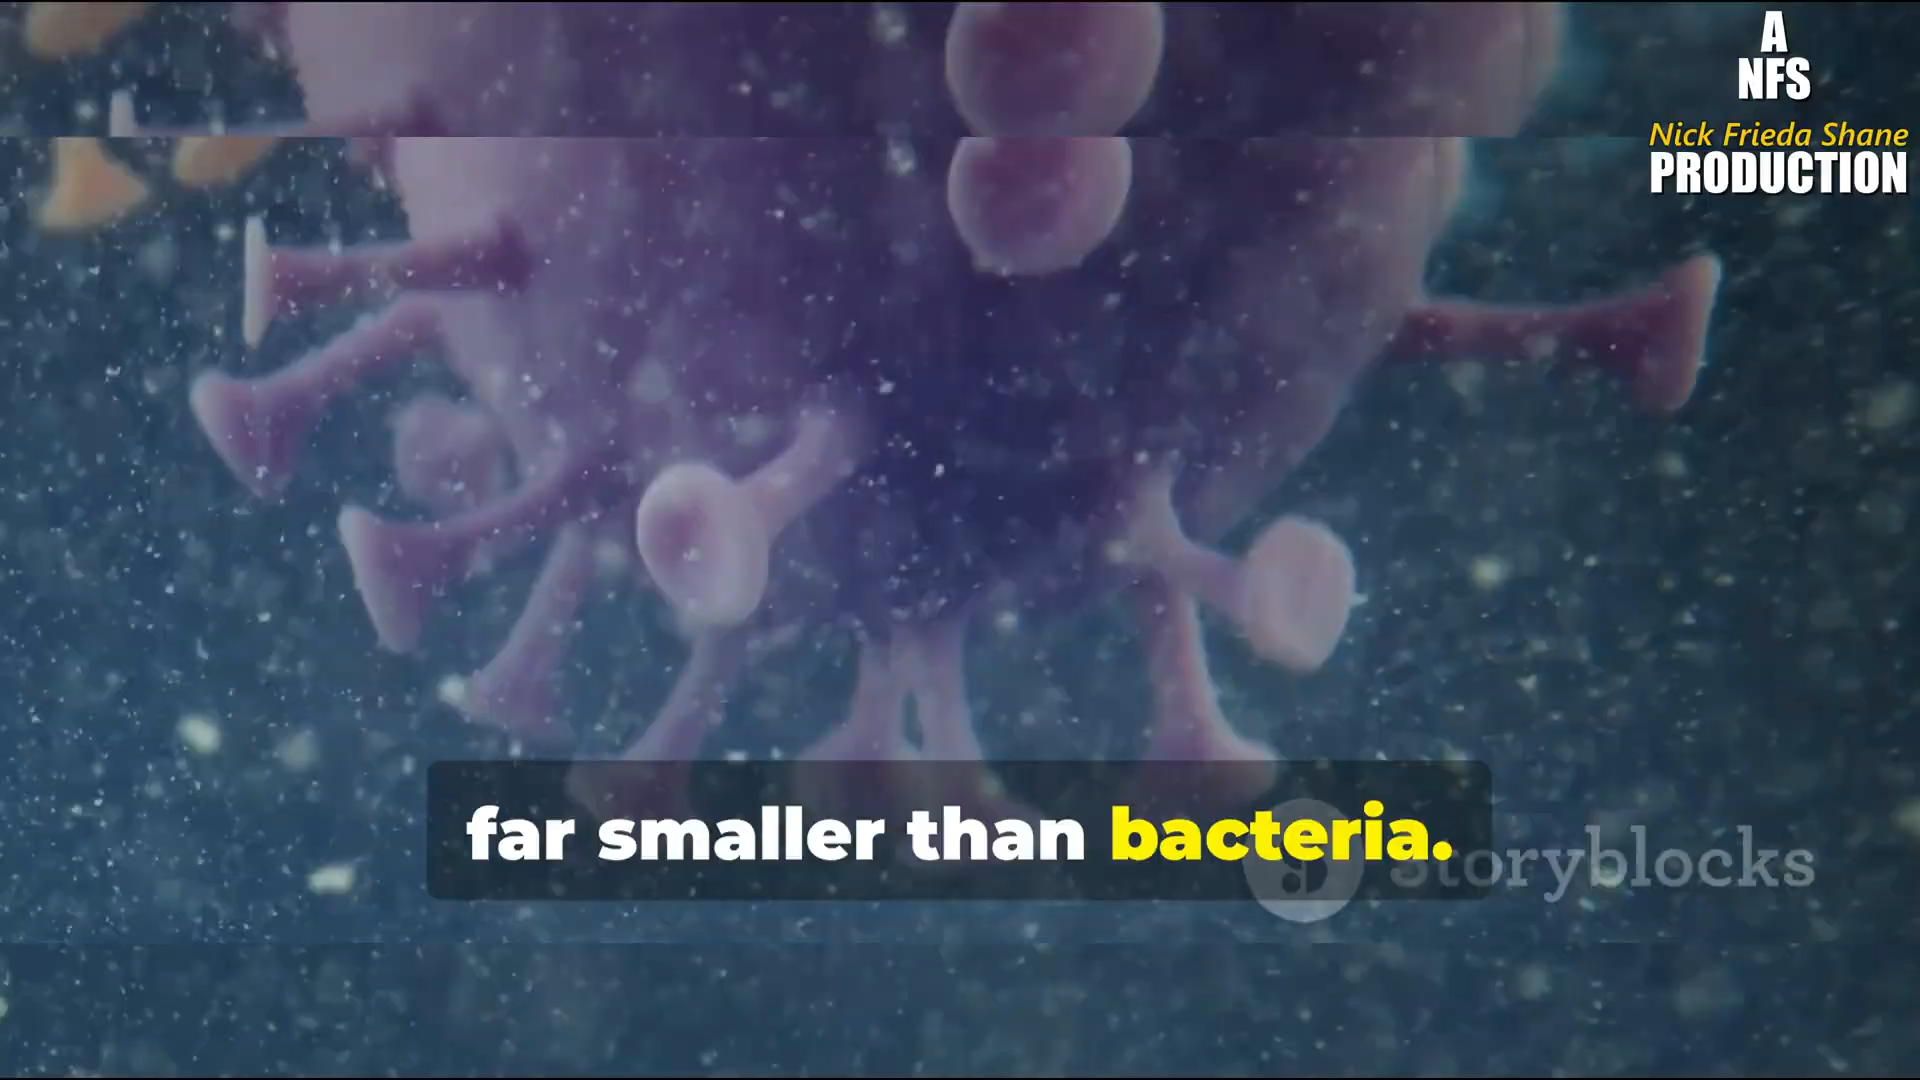 A
NFS
Nick Frieda Shane
PRODUCTION
far smaller than bacteria.
Storyblocks